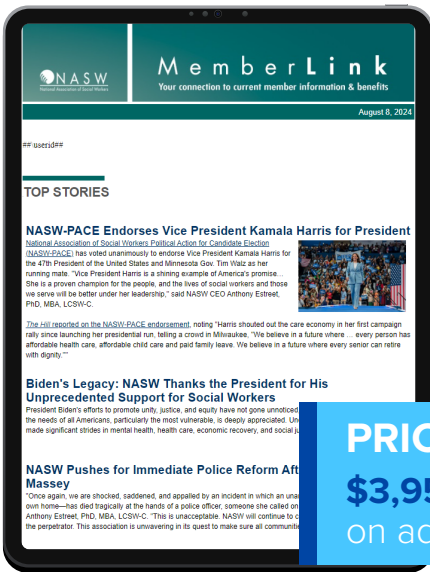 NASW
National Association of Social Workers
MemberLink
Your connection to current member information & benefits
August 8, 2024
##\userid##
TOP STORIES
NASW-PACE Endorses Vice President Kamala Harris for President
National Association of Social Workers Political Action for Candidate Election
(NASW-PACE) has voted unanimously to endorse Vice President Kamala Harris for
the 47th President of the United States and Minnesota Gov. Tim Walz as her
running mate. "Vice President Harris is a shining example of America's promise…
She is a proven champion for the people, and the lives of social workers and those
we serve will be better under her leadership," said NASW CEO Anthony Estreet,
PhD, MBA, LCSW-C.
The Hill reported on the NASW-PACE endorsement, noting "Harris shouted out the care economy in her first campaign
rally since launching her presidential run, telling a crowd in Milwaukee, "We believe in a future where ... every person has
affordable health care, affordable child care and paid family leave. We believe in a future where every senior can retire
with dignity.""
Biden's Legacy: NASW Thanks the President for His
Unprecedented Support for Social Workers
President Biden's efforts to promote unity, justice, and equity have not gone unnoticed
the needs of all Americans, particularly the most vulnerable, is deeply appreciated.
made significant strides in mental health, health care, economic recovery, and social
NASW Pushes for Immediate Police Reform
Massey
"Once again, we are shocked, saddened, and appalled by an incident in which an
own home—has died tragically at the hands of a police officer, someone she called on
Anthony Estreet, PhD, MBA, LCSW-C. "This is unacceptable. NASW will continue to
the perpetrator. This association is unwavering in its quest to make sure all
$3,95
on